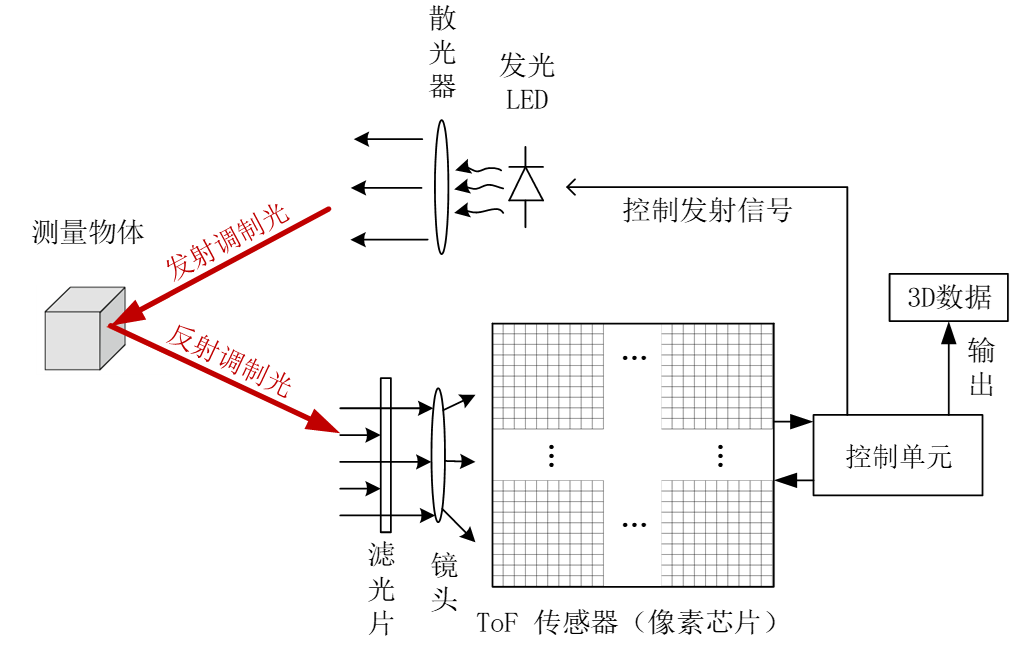 散光器
发光
LED
控制发射信号
测量物体
发射调制光
3D数据
反射调制光
输出
控制单元
滤光片
镜头
ToF 传感器（像素芯片）